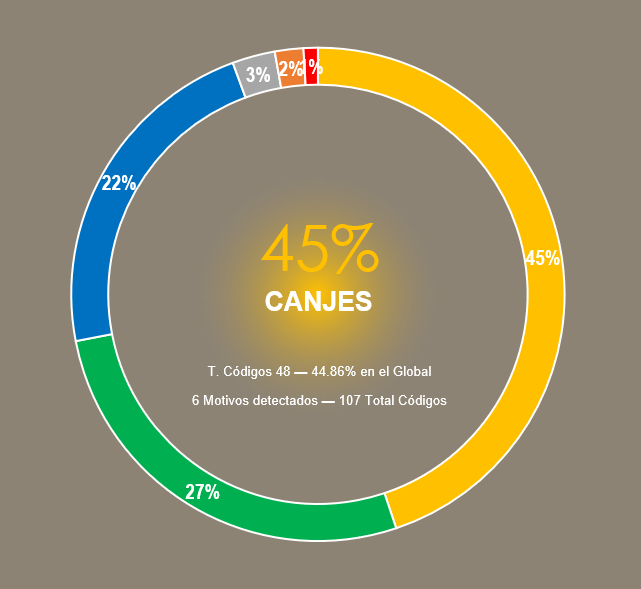 3%
2%
1%
22%
45%
45%
CANJES
T. Códigos 48 — 44.86% en el Global
6 Motivos detectados — 107 Total Códigos
27%